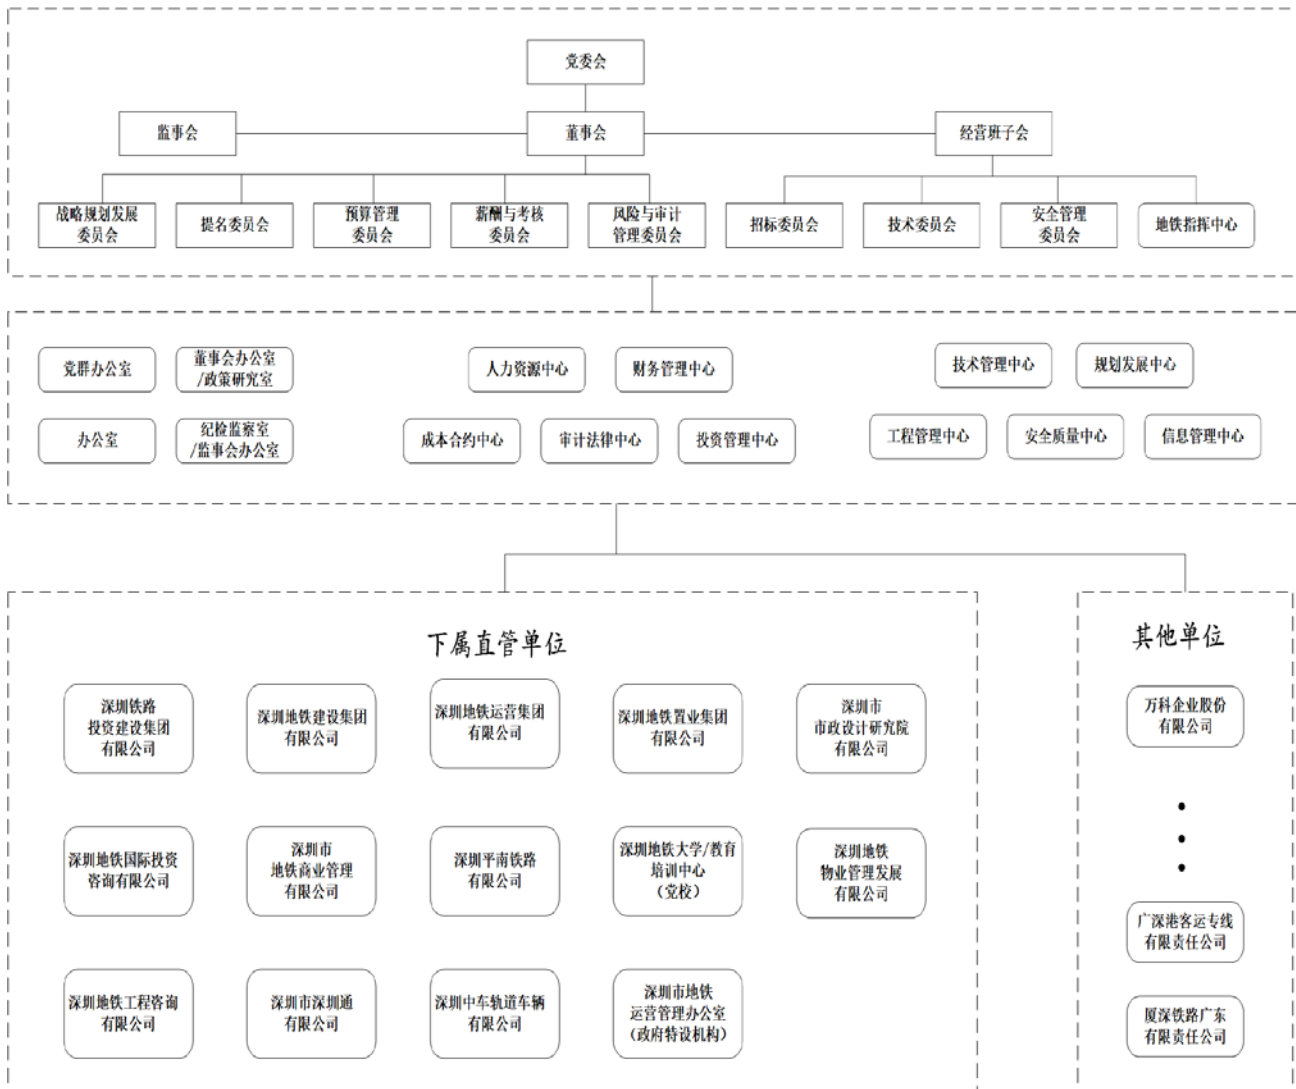 党委会
监事会
董事会
经营班子会
战略规划发展
委员会
提名委员会
预算管理
委员会
薪酬与考核
委员会
风险与审计
管理委员会
招标委员会
技术委员会
安全管理
委员会
地铁指挥中心
党群办公室
董事会办公室
/政策研究室
人力资源中心
财务管理中心
技术管理中心
规划发展中心
办公室
纪检监察室
/监事会办公室
成本合约中心
审计法律中心
投资管理中心
工程管理中心
安全质量中心
信息管理中心
下属直管单位
深圳铁路
投资建设集团
有限公司
深圳地铁建设集团
有限公司
深圳地铁运营集团
有限公司
深圳地铁置业集团
有限公司
深圳市
市政设计研究院
有限公司
深圳地铁国际投资
咨询有限公司
深圳市
地铁商业管理
有限公司
深圳平南铁路
有限公司
深圳地铁大学/教育
培训中心
（党校）
深圳地铁
物业管理发展
有限公司
深圳地铁工程咨询
有限公司
深圳市深圳通
有限公司
深圳中车轨道车辆
有限公司
深圳市地铁
运营管理办公室
（政府特设机构）
其他单位
万科企业股份
有限公司
广深港客运专线
有限责任公司
厦深铁路广东
有限责任公司